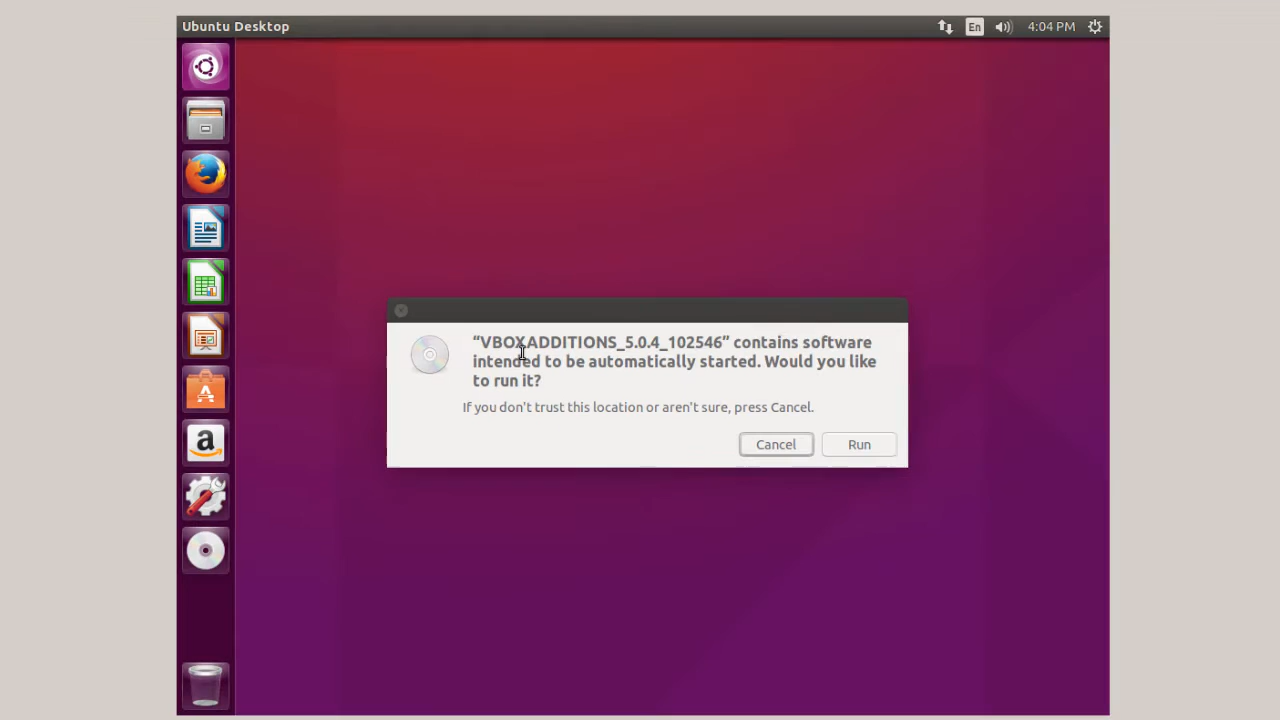 Ubuntu Desktop
En
4:04 PM
“VBOXADDITIONS_5.0.4_102546” contains software
intended to be automatically started. Would you like
to run it?
If you don't trust this location or aren't sure, press Cancel.
Cancel
Run